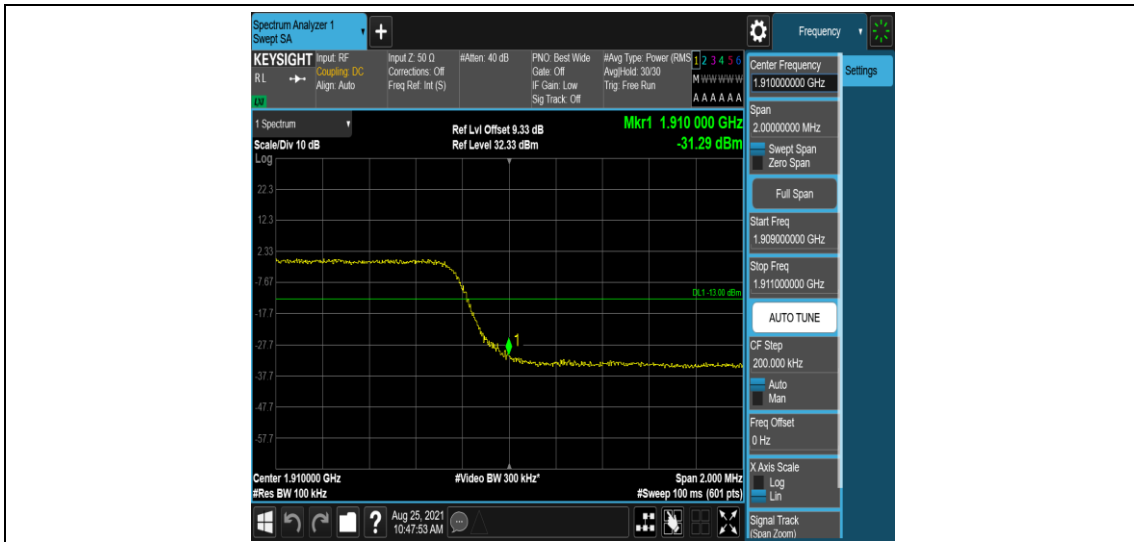 Spectrum Analyzer 1
Swept SA
+
Frequency
KEYSIGHT
RL
LXI
Input: RF
Coupling: DC
Align: Auto
Input Z: 50 Ω
Corrections: Off
Freq Ref: Int (S)
#Atten: 40 dB
PNO: Best Wide
Gate: Off
IF Gain: Low
Sig Track: Off
#Avg Type: Power (RMS
Avg|Hold: 30/30
Trig: Free Run
1 2 3 4 5 6
M W W W W W
A A A A A A
1 Spectrum
Scale/Div 10 dB
Log
Ref Lvl Offset 9.33 dB
Ref Level 32.33 dBm
Mkr1 1.910 000 GHz
-31.29 dBm
22.3
12.3
2.33
-7.67
-17.7
-27.7
-37.7
-47.7
-57.7
DL1 -13.00 dBm
1
Center 1.910000 GHz
#Res BW 100 kHz
#Video BW 300 kHz*
Span 2.000 MHz
#Sweep 100 ms (601 pts)
?
Aug 25, 2021
10:47:53 AM
Center Frequency
1.910000000 GHz
Settings
Span
2.00000000 MHz
Swept Span
Zero Span
Full Span
Start Freq
1.909000000 GHz
Stop Freq
1.911000000 GHz
AUTO TUNE
CF Step
200.000 kHz
Auto
Man
Freq Offset
0 Hz
X Axis Scale
Log
Lin
Signal Track
(Span Zoom)